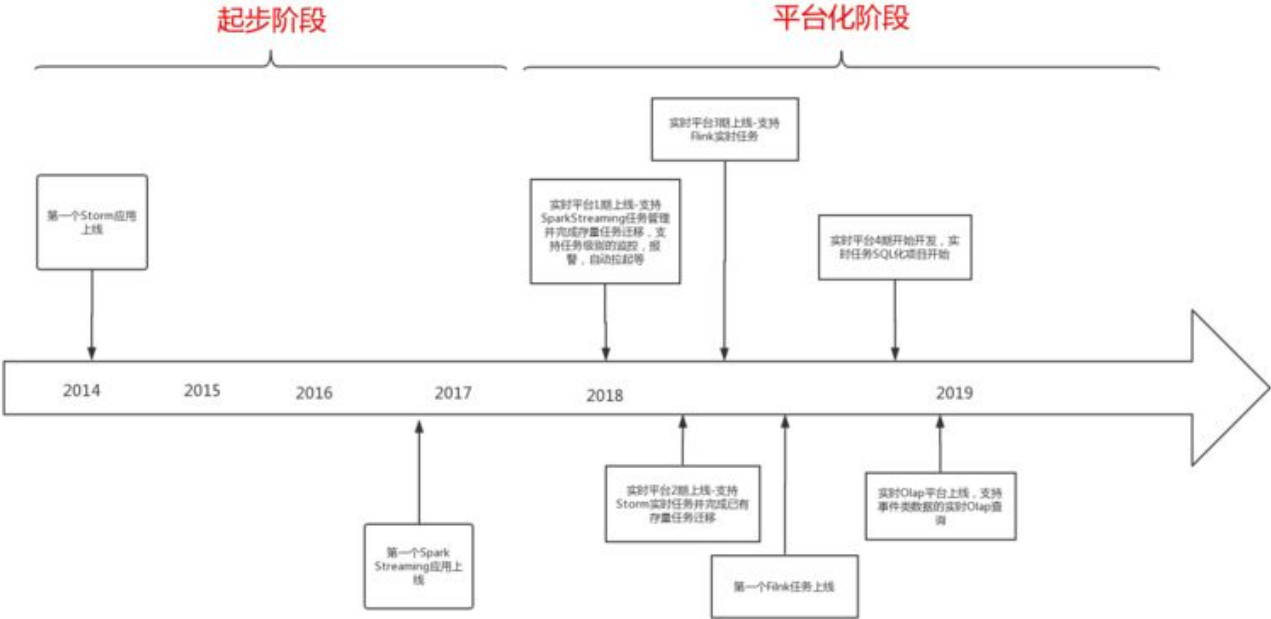 起步阶段
平台化阶段
实时平台3期上线-支持
Flink实时任务
第一个Storm应用
上线
实时平台1期上线-支持
SparkStreaming任务管理
并完成存量任务迁移，支
持任务级别的监控，报
警，自动拉起等
实时平台4期开始开发，实
时任务SQL化项目开始
2014
2015
2016
2017
2018
2019
实时平台2期上线-支持
Storm实时任务并完成已有
存量任务迁移
实时Olap平台上线，支持
事件类数据的实时Olap查
询
第一个Spark
Streaming应用上
线
第一个Filnk任务上线